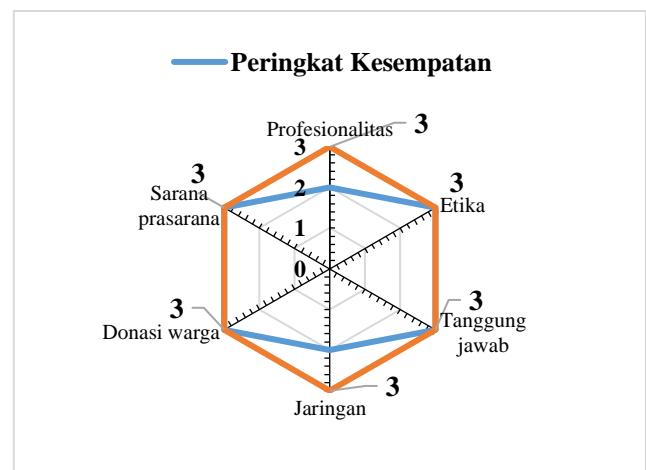 Peringkat Kesempatan
Profesionalitas
3
3
2
1
0
3
Etika
3
Tanggung
jawab
3
Jaringan
3
Donasi warga
3
Sarana
prasarana